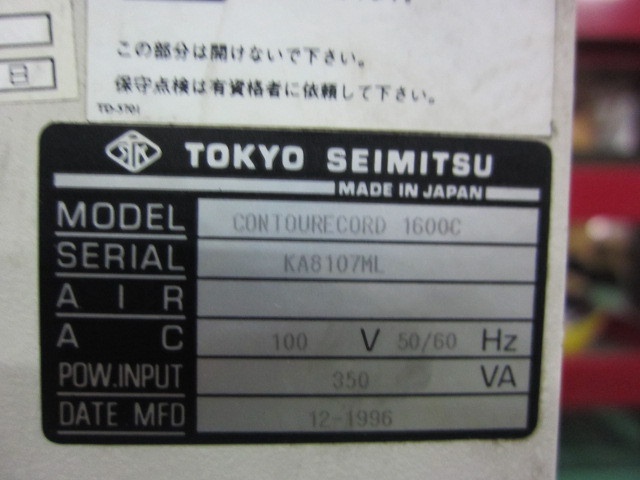 この部分は開けないで下さい。
日
保守点検は有資格者に依頼して下さい。
TD-5701
TSK TOKYO SEIMITSU
MADE IN JAPAN
MODEL CONTOURECORD 1600C
SERIAL KA8107ML
AIR
AC 100 V 50/60 Hz
POW.INPUT 350 VA
DATE MFD 12-1996